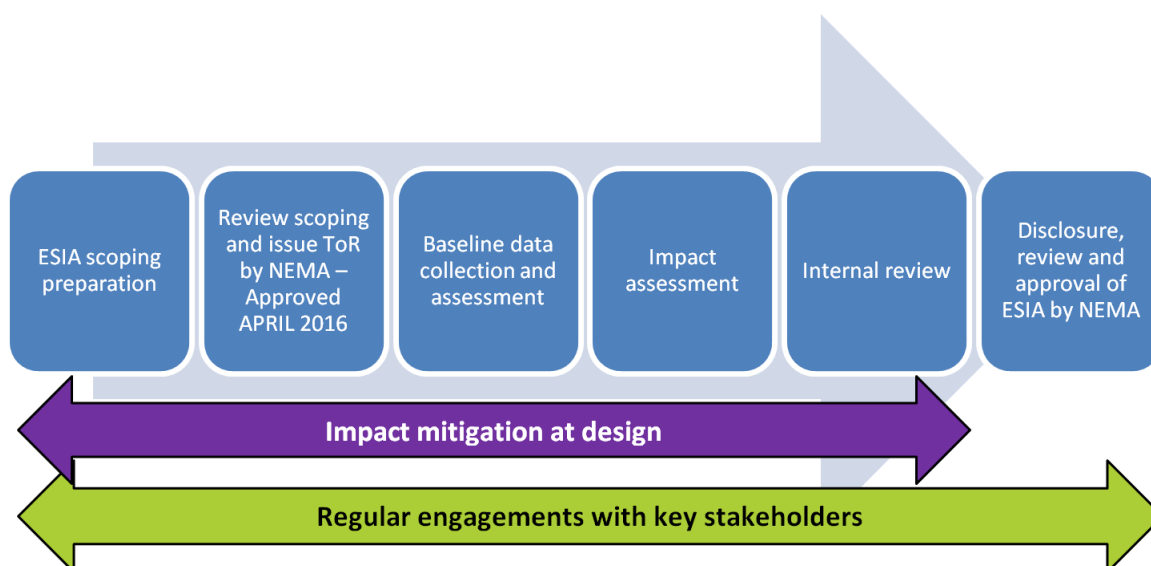 ESIA scoping
preparation
Review scoping
and issue ToR
by NEMA –
Approved
APRIL 2016
Baseline data
collection and
assessment
Impact
assessment
Internal review
Disclosure,
review and
approval of
ESIA by NEMA
Impact mitigation at design
Regular engagements with key stakeholders